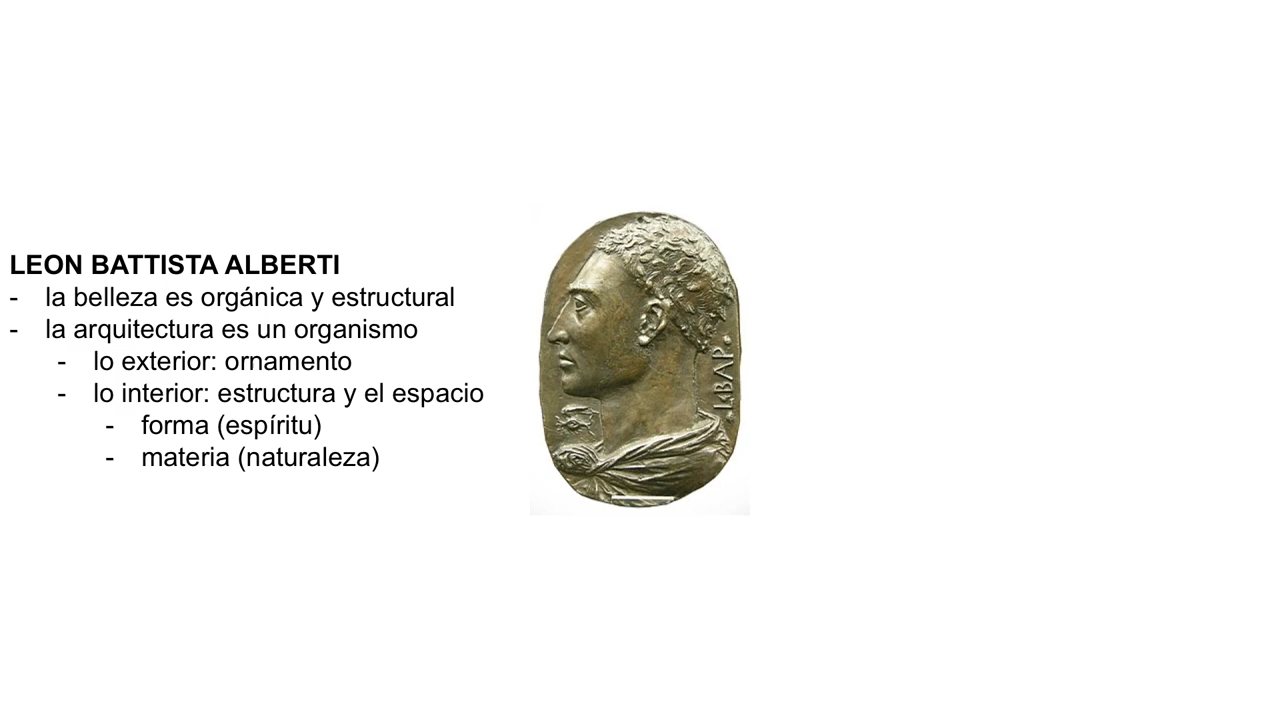 LEON BATTISTA ALBERTI
- la belleza es orgánica y estructural
- la arquitectura es un organismo
- lo exterior: ornamento
- lo interior: estructura y el espacio
- forma (espíritu)
- materia (naturaleza)
.L.BAP.